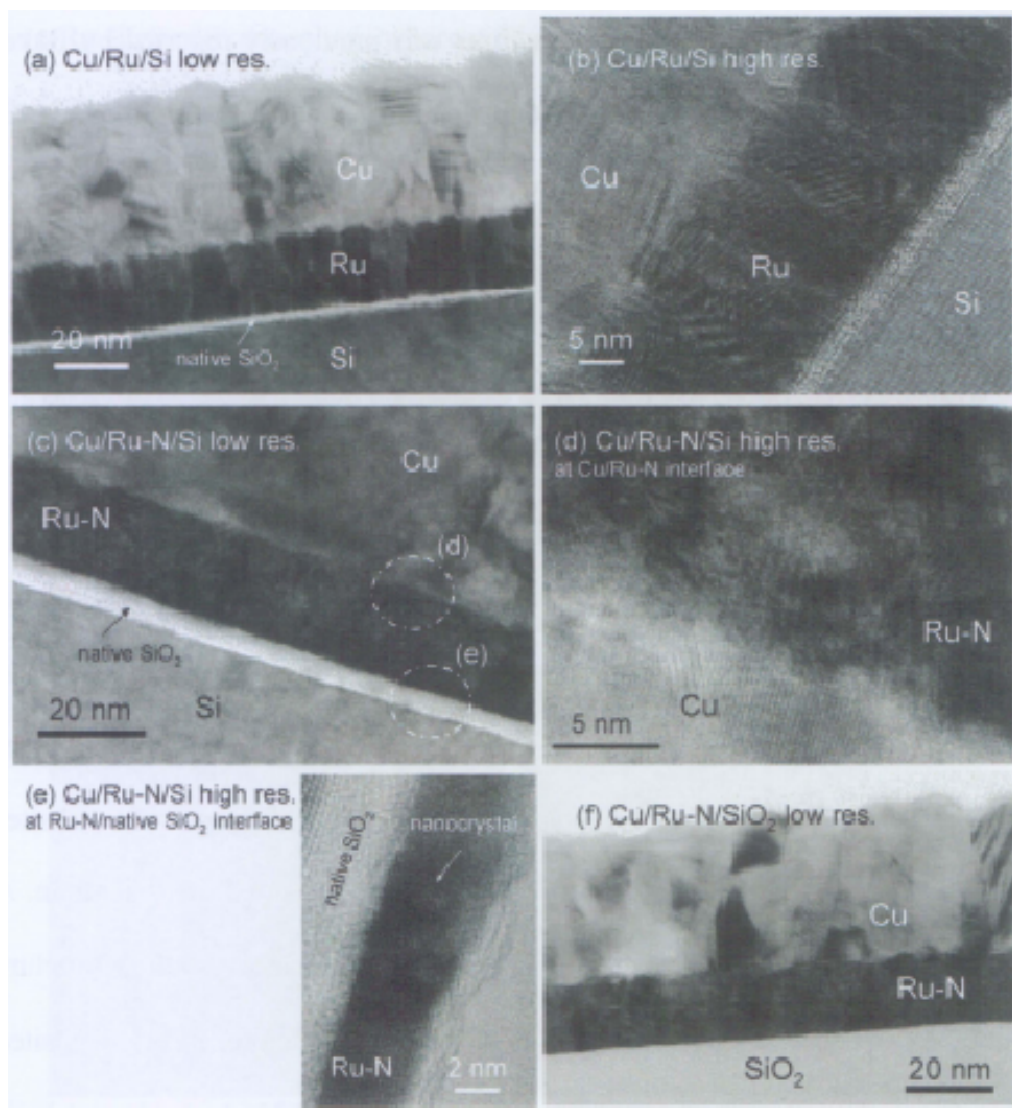 (a) Cu/Ru/Si low res.
Cu
Ru
20 nm
native SiO₂
Si
(b) Cu/Ru/Si high res.
Cu
Ru
Si
5 nm
(c) Cu/Ru-N/Si low res.
Cu
Ru-N
(d)
native SiO₂
(e)
20 nm
Si
(d) Cu/Ru-N/Si high res.
at Cu/Ru-N interface
Ru-N
Cu
5 nm
(e) Cu/Ru-N/Si high res.
at Ru-N/native SiO₂ interface
native SiO₂
nanocrystal
Ru-N
2 nm
(f) Cu/Ru-N/SiO₂ low res.
Cu
Ru-N
SiO₂
20 nm